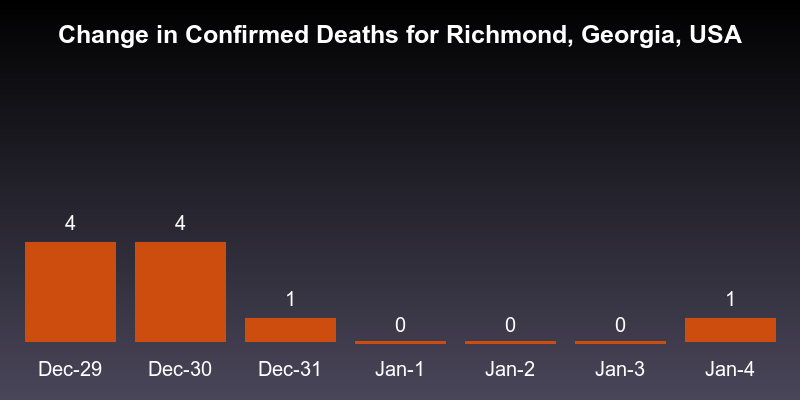 Change in Confirmed Deaths for Richmond, Georgia, USA
4 4 1 0 0 0 1
Dec-29 Dec-30 Dec-31 Jan-1 Jan-2 Jan-3 Jan-4